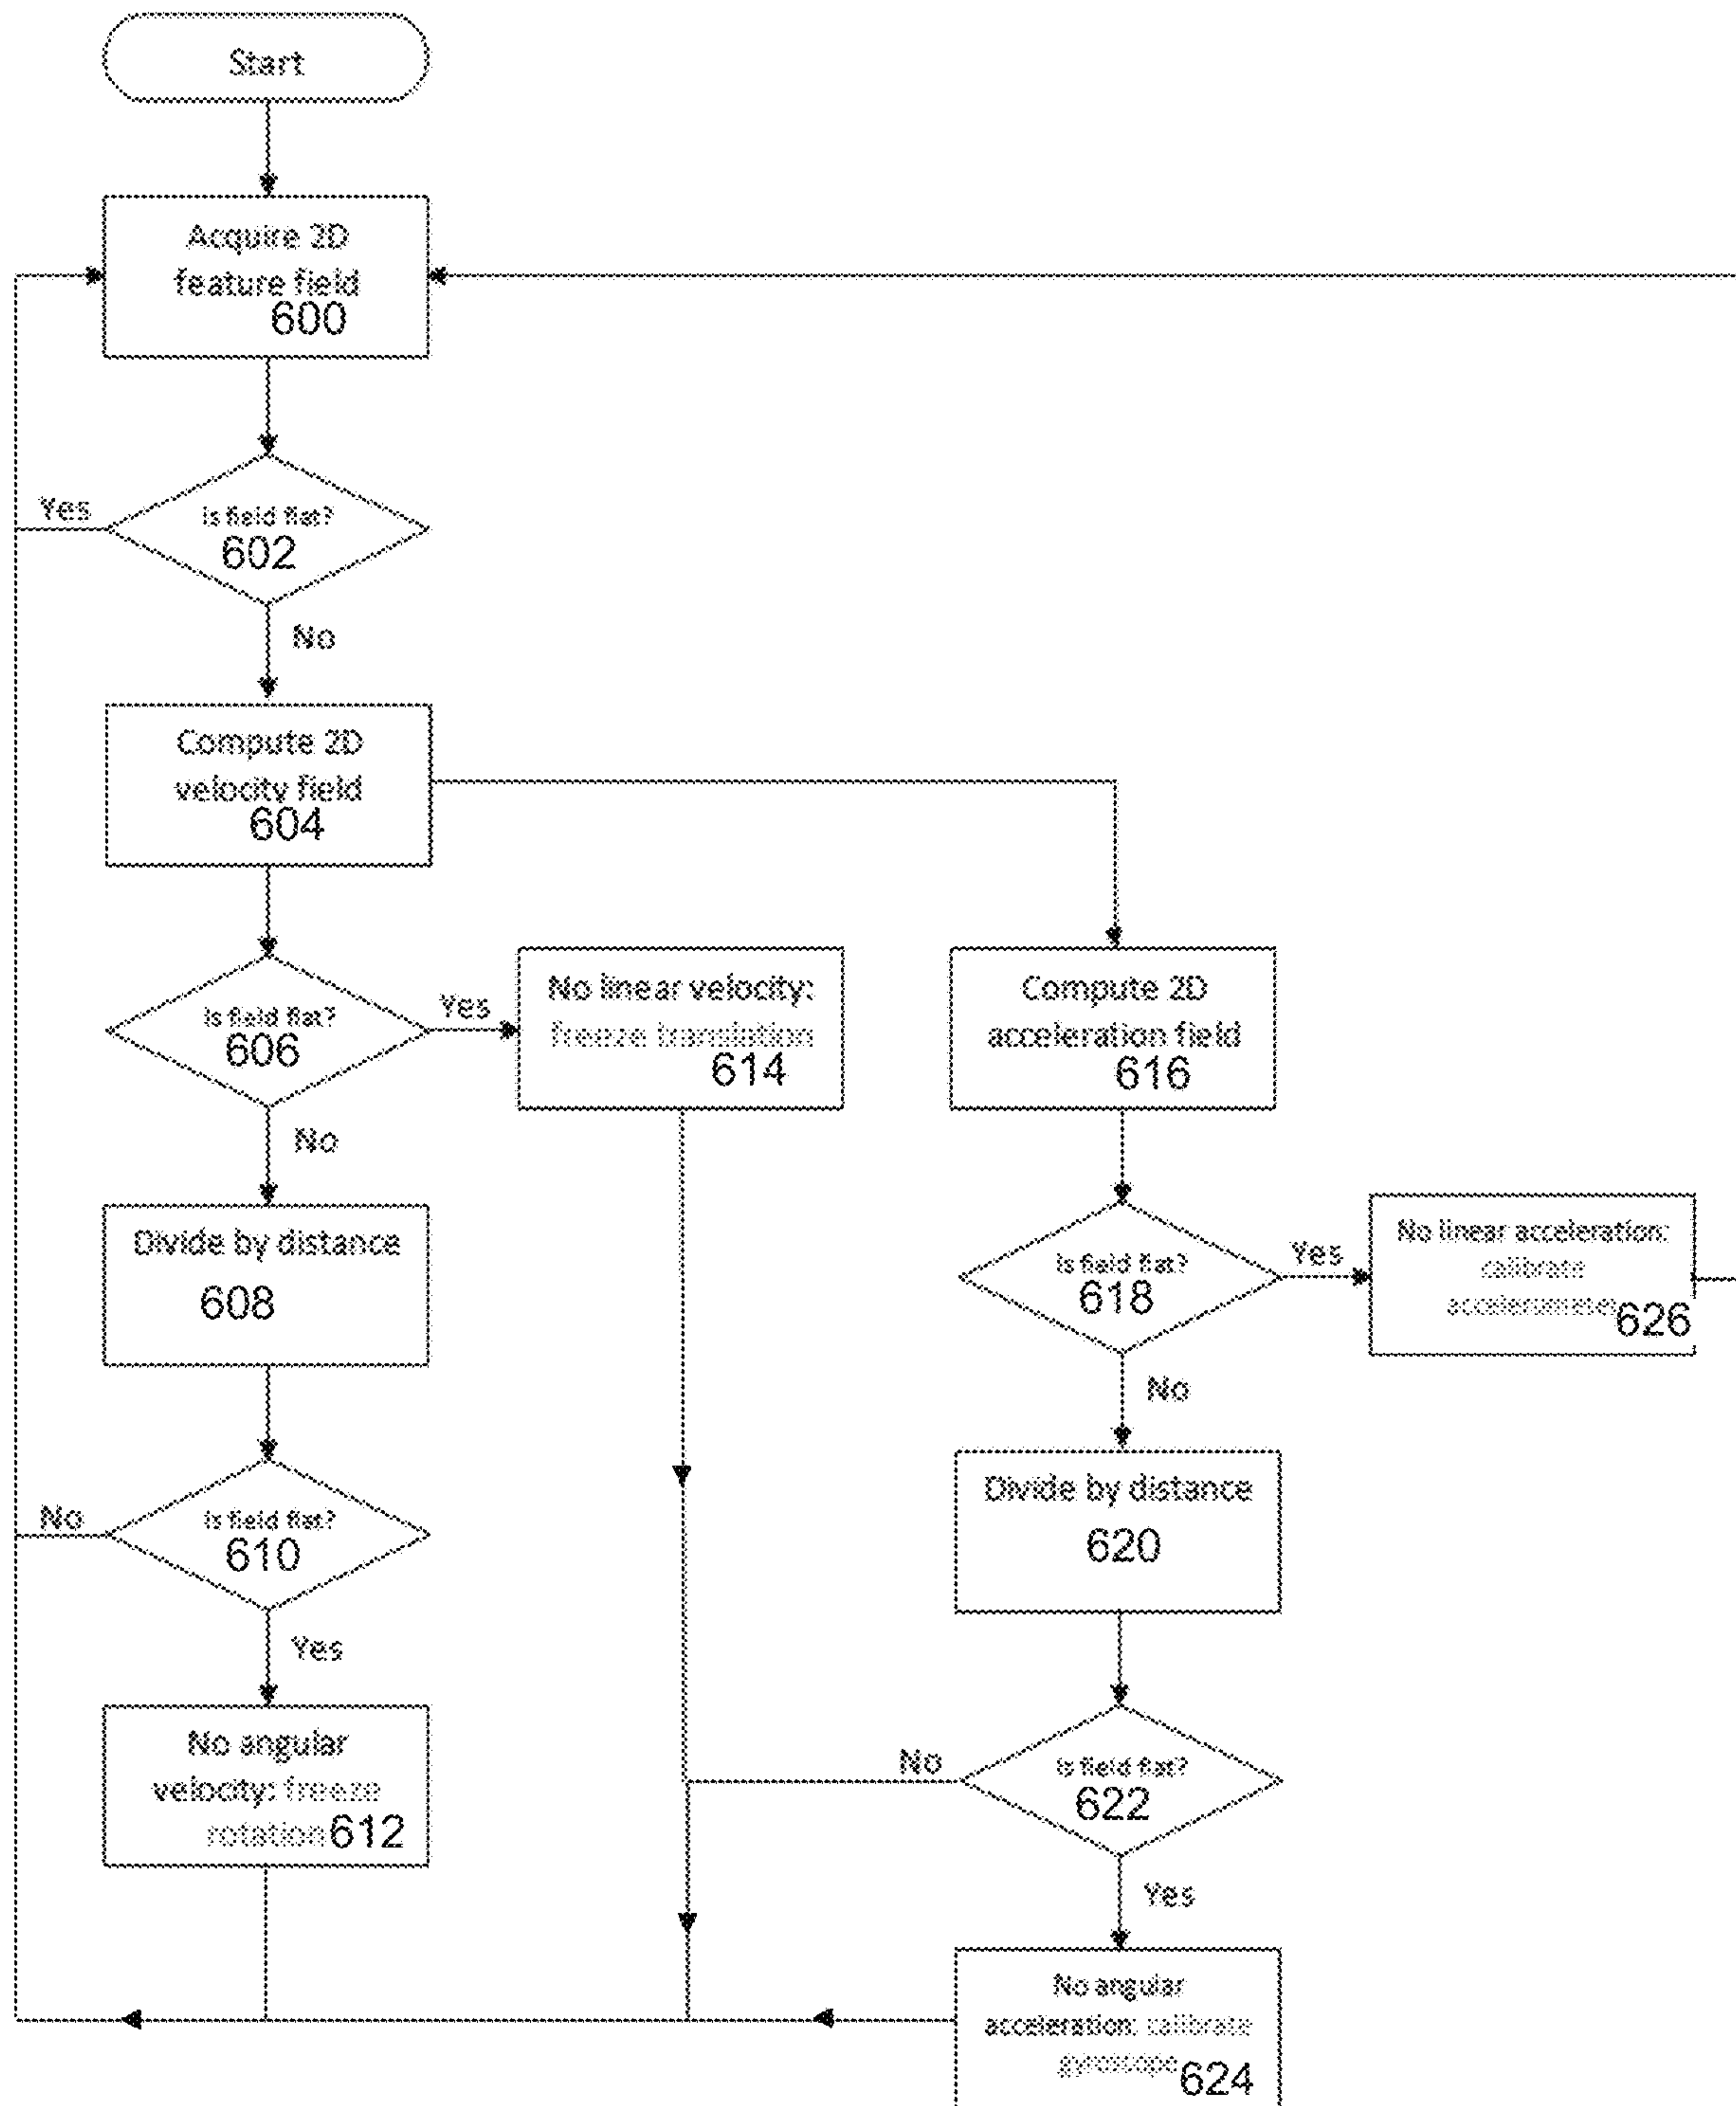 Start
Acquire 2D
feature field
600
Yes
is field flat?
602
No
Compute 2D
velocity field
604
is field flat?
606
Yes
No linear velocity:
freeze translation
614
Compute 2D
acceleration field
616
No
Divide by distance
608
is field flat?
618
Yes
No linear acceleration:
calibrate
accelerometer
626
No
Divide by distance
620
No
is field flat?
610
Yes
No angular
velocity: freeze
rotation 612
No
is field flat?
622
Yes
No angular
acceleration: calibrate
gyroscope
624